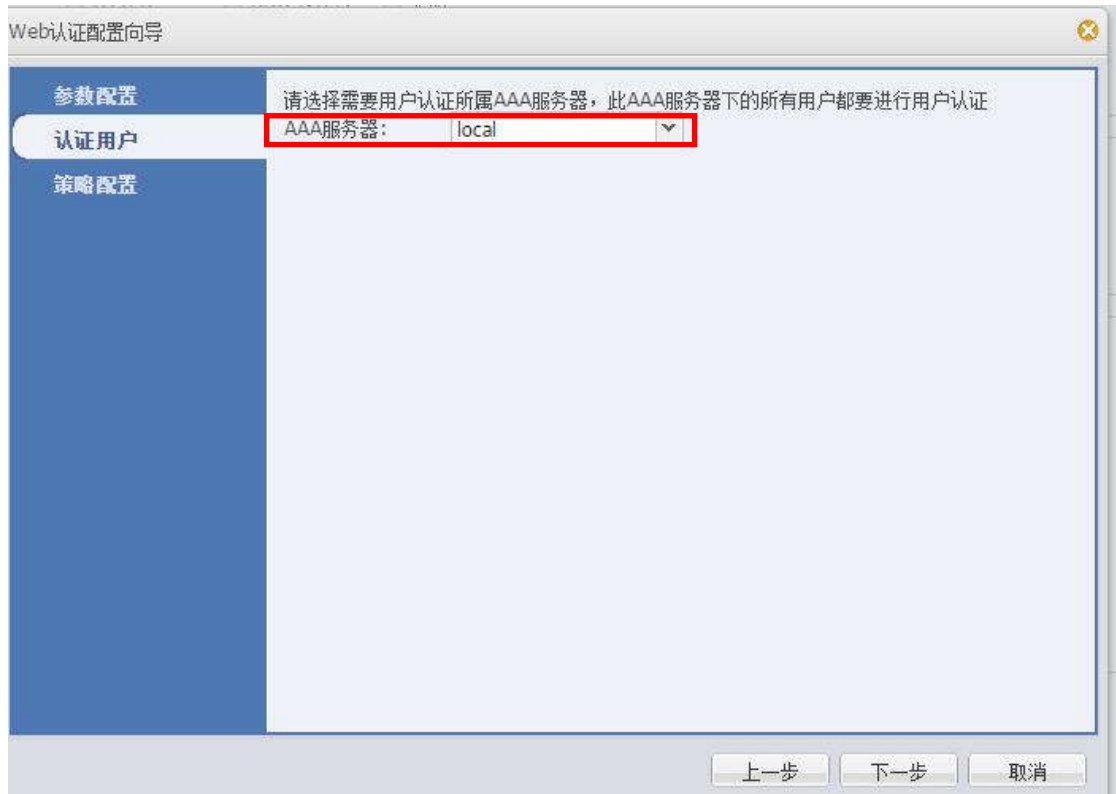 Web认证配置向导
参数配置
认证用户
策略配置
请选择需要用户认证所属AAA服务器，此AAA服务器下的所有用户都要进行用户认证
AAA服务器： local
上一步 下一步 取消